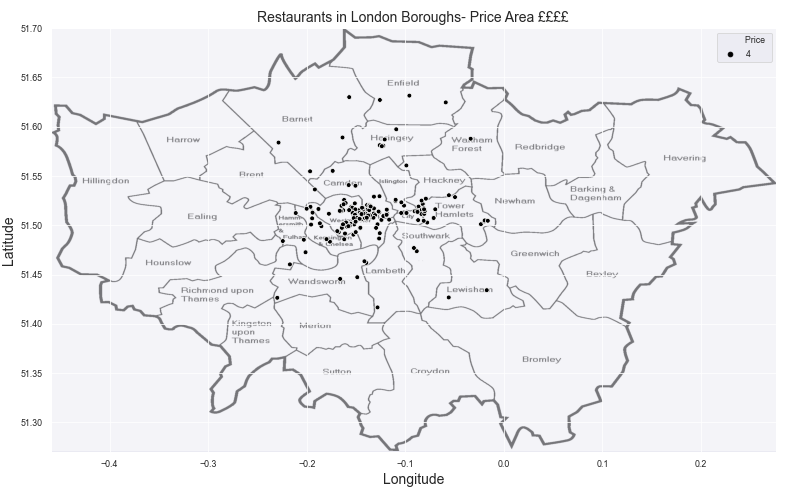 Restaurants in London Boroughs- Price Area ££££
Price
4
Latitude
51.70
51.65
51.60
51.55
51.50
51.45
51.40
51.35
51.30
Enfield
Barnet
Haringey
Waltham
Forest
Redbridge
Harrow
Havering
Hillingdon
Brent
Camden
Islington
Hackney
Barking &
Dagenham
Newham
Ealing
Tower
Hamlets
City
&
Fulham
Kensington
& Chelsea
Southwark
Greenwich
Hounslow
Lambeth
Bexley
Wandsworth
Lewisham
Richmond upon
Thames
Kingston
upon
Thames
Merton
Sutton
Croydon
Bromley
−0.4
−0.3
−0.2
−0.1
0.0
0.1
0.2
Longitude